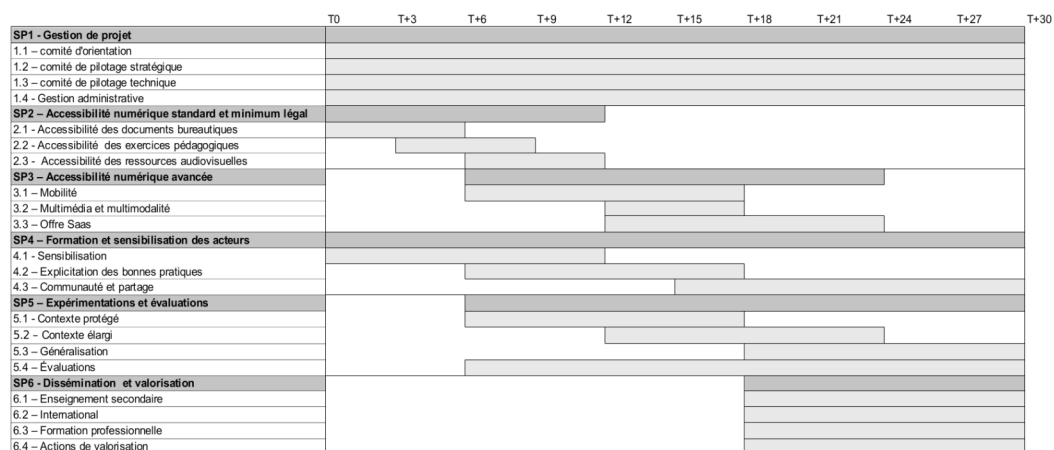 T0 T+3 T+6 T+9 T+12 T+15 T+18 T+21 T+24 T+27 T+30
SP1 - Gestion de projet
1.1 – comité d'orientation
1.2 – comité de pilotage stratégique
1.3 – comité de pilotage technique
1.4 - Gestion administrative
SP2 – Accessibilité numérique standard et minimum légal
2.1 - Accessibilité des documents bureautiques
2.2 - Accessibilité des exercices pédagogiques
2.3 - Accessibilité des ressources audiovisuelles
SP3 – Accessibilité numérique avancée
3.1 – Mobilité
3.2 – Multimédia et multimodalité
3.3 – Offre Saas
SP4 – Formation et sensibilisation des acteurs
4.1 - Sensibilisation
4.2 – Explicitation des bonnes pratiques
4.3 – Communauté et partage
SP5 – Expérimentations et évaluations
5.1 - Contexte protégé
5.2 - Contexte élargi
5.3 – Généralisation
5.4 – Évaluations
SP6 - Dissémination et valorisation
6.1 – Enseignement secondaire
6.2 – International
6.3 – Formation professionnelle
6.4 – Actions de valorisation